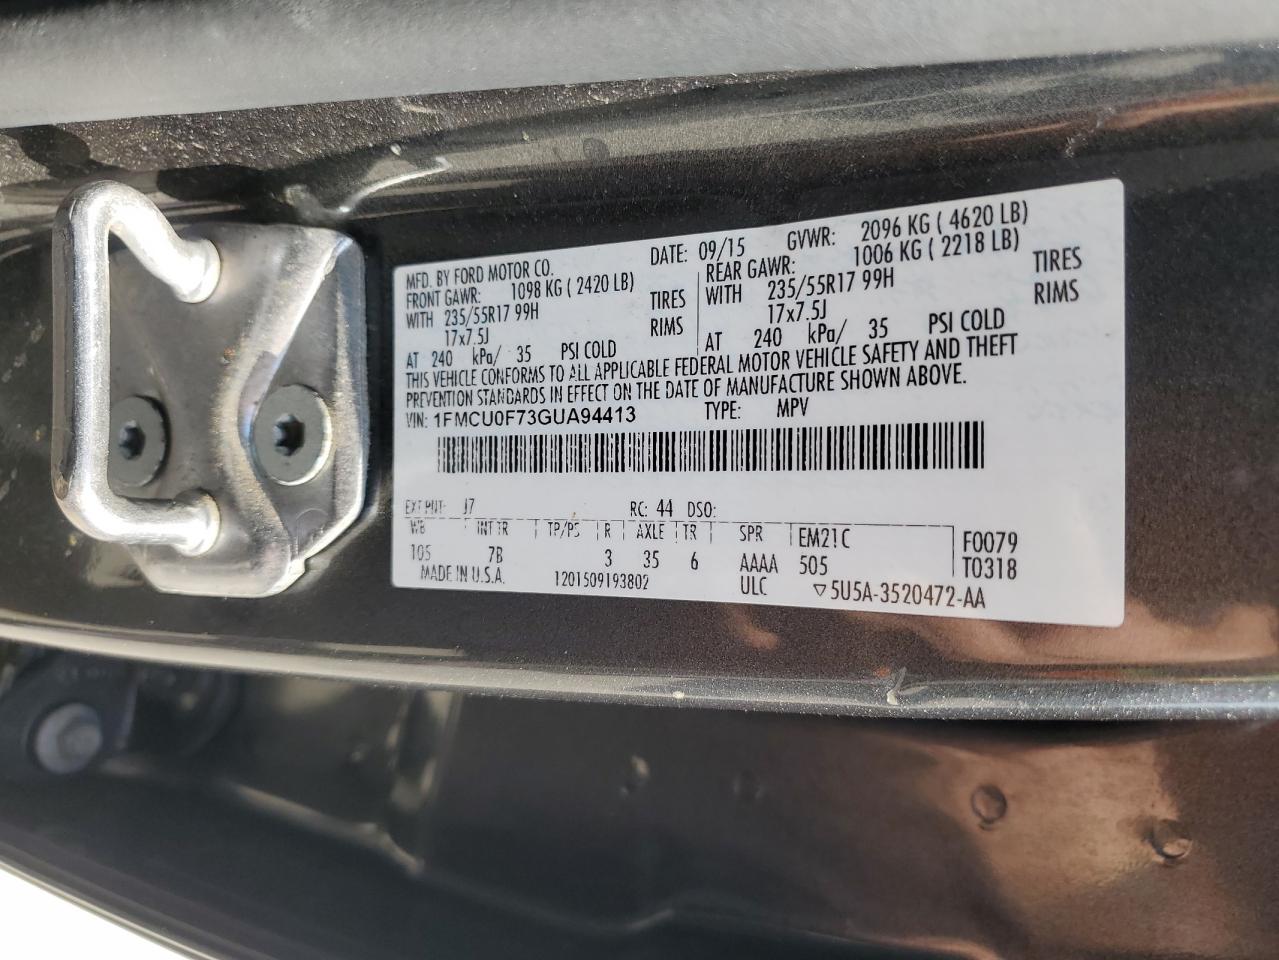 MFD. BY FORD MOTOR CO. DATE: 09/15 GVWR: 2096 KG ( 4620 LB)
FRONT GAWR: 1098 KG ( 2420 LB) REAR GAWR: 1006 KG ( 2218 LB)
WITH 235/55R17 99H TIRES WITH 235/55R17 99H TIRES
17x7.5J RIMS 17x7.5J RIMS
AT 240 kPa/ 35 PSI COLD AT 240 kPa/ 35 PSI COLD
THIS VEHICLE CONFORMS TO ALL APPLICABLE FEDERAL MOTOR VEHICLE SAFETY AND THEFT
PREVENTION STANDARDS IN EFFECT ON THE DATE OF MANUFACTURE SHOWN ABOVE.
VIN: 1FMCU0F73GUA94413 TYPE: MPV
EXT PNT: J7 RC: 44 DSO:
WB INT TR TP/PS R AXLE TR SPR EM21C F0079
105 7B 3 35 6 AAAA 505 T0318
MADE IN U.S.A. 1201509193802 ULC ▽5U5A-3520472-AA